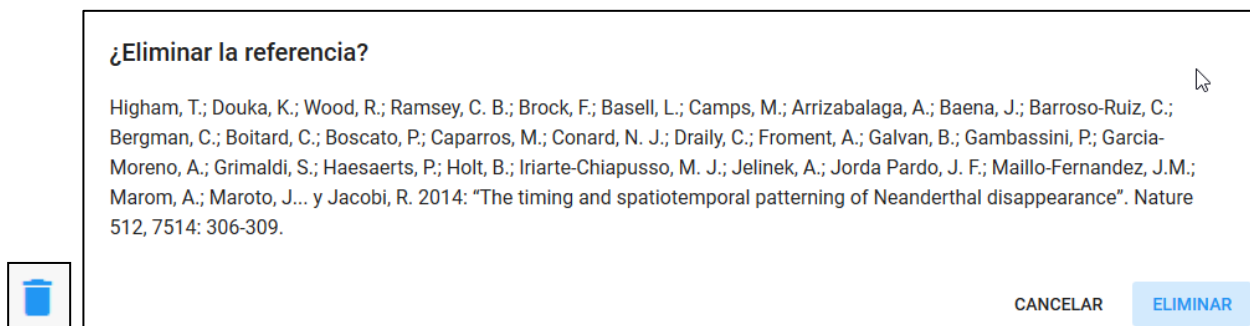 ¿Eliminar la referencia?
Higham, T.; Douka, K.; Wood, R.; Ramsey, C. B.; Brock, F.; Basell, L.; Camps, M.; Arrizabalaga, A.; Baena, J.; Barroso-Ruiz, C.;
Bergman, C.; Boitard, C.; Boscato, P.; Caparros, M.; Conard, N. J.; Draily, C.; Froment, A.; Galvan, B.; Gambassini, P.; Garcia-
Moreno, A.; Grimaldi, S.; Haesaerts, P.; Holt, B.; Iriarte-Chiapusso, M. J.; Jelinek, A.; Jorda Pardo, J. F.; Maillo-Fernandez, J.M.;
Marom, A.; Maroto, J... y Jacobi, R. 2014: “The timing and spatiotemporal patterning of Neanderthal disappearance”. Nature
512, 7514: 306-309.
CANCELAR ELIMINAR